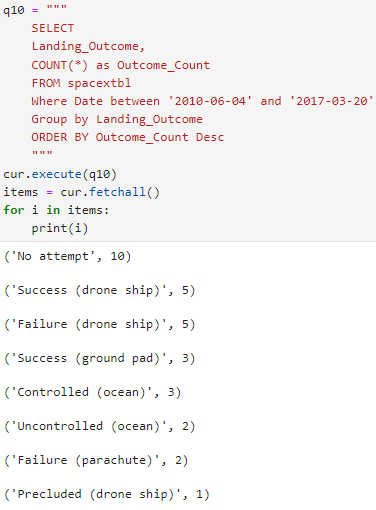 q10 = """
SELECT
Landing_Outcome,
COUNT(*) as Outcome_Count
FROM spacextbl
Where Date between '2010-06-04' and '2017-03-20'
Group by Landing_Outcome
ORDER BY Outcome_Count Desc
"""
cur.execute(q10)
items = cur.fetchall()
for i in items:
print(i)
('No attempt', 10)
('Success (drone ship)', 5)
('Failure (drone ship)', 5)
('Success (ground pad)', 3)
('Controlled (ocean)', 3)
('Uncontrolled (ocean)', 2)
('Failure (parachute)', 2)
('Precluded (drone ship)', 1)